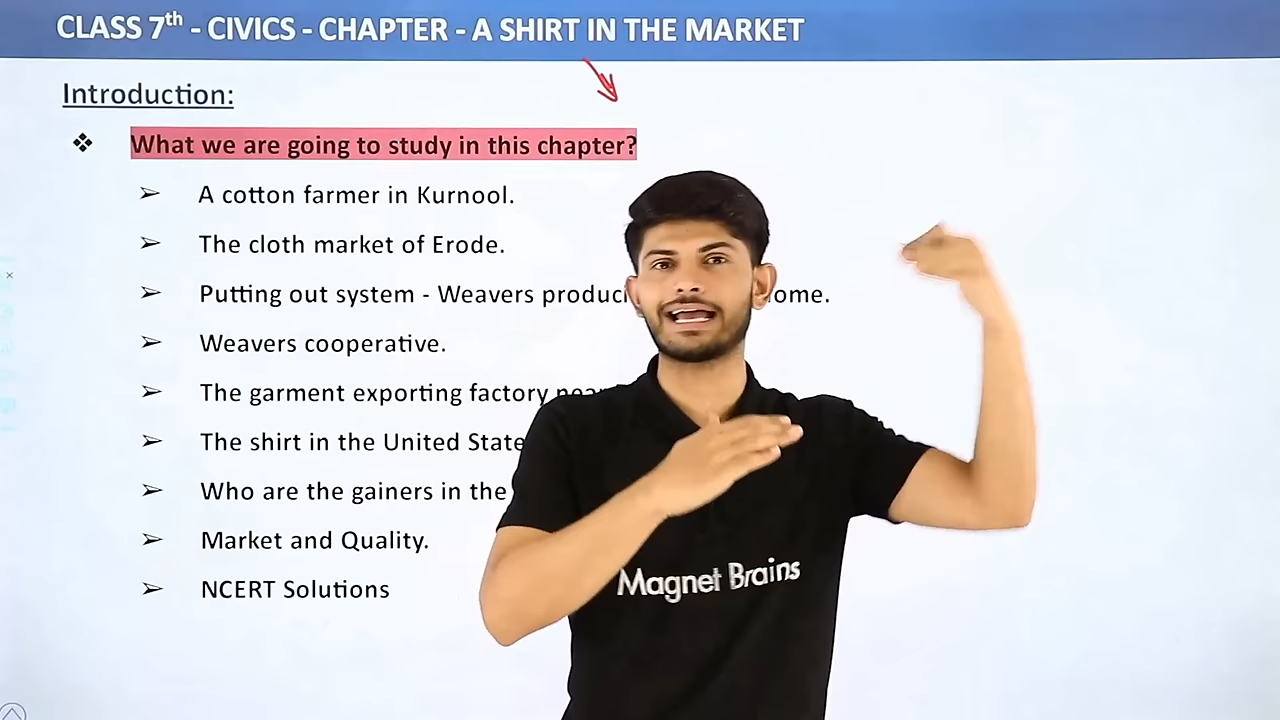 CLASS 7th - CIVICS - CHAPTER - A SHIRT IN THE MARKET
Introduction:
What we are going to study in this chapter?
A cotton farmer in Kurnool.
The cloth market of Erode.
Putting out system - Weavers
Weavers cooperative.
The garment exporting factory
The shirt in the United
Who are the gainers in the
Market and Quality.
NCERT Solutions
Magnet Brains